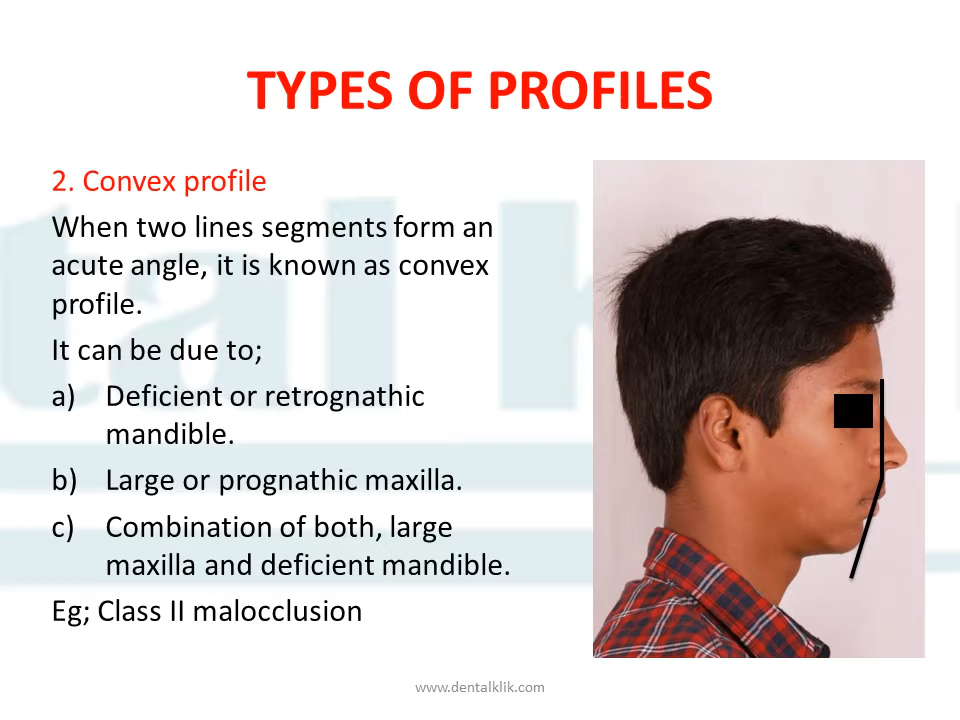 TYPES OF PROFILES
2. Convex profile
When two lines segments form an
acute angle, it is known as convex
profile.
It can be due to;
a) Deficient or retrognathic
mandible.
b) Large or prognathic maxilla.
c) Combination of both, large
maxilla and deficient mandible.
Eg; Class II malocclusion
www.dentalklik.com